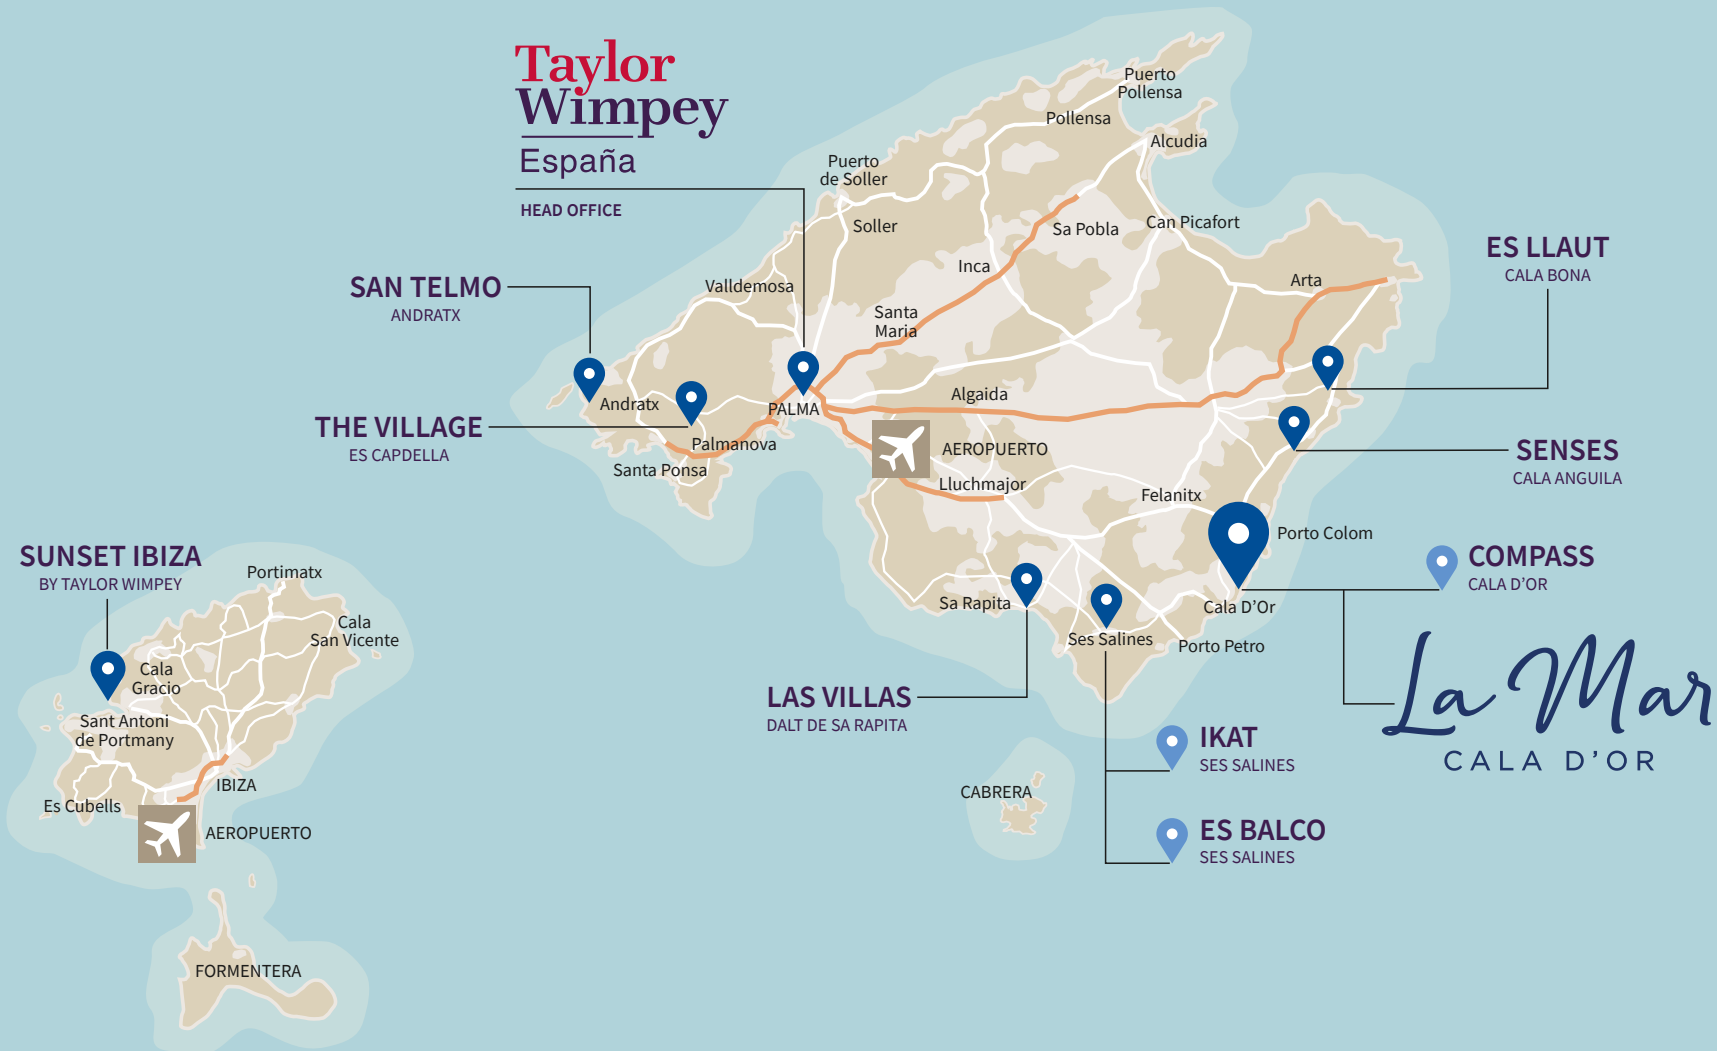 Taylor
Wimpey
España
HEAD OFFICE
Puerto
Pollensa
Pollensa
Alcudia
Puerto
de Soller
Soller
Sa Pobla
Can Picafort
ES LLAUT
CALA BONA
SAN TELMO
ANDRATX
Valldemosa
Inca
Arta
Santa
Maria
Algaida
Andratx
PALMA
THE VILLAGE
ES CAPDELLA
Palmanova
Santa Ponsa
AEROPUERTO
SENSES
CALA ANGUILA
Lluchmajor
Felanitx
Porto Colom
COMPASS
CALA D’OR
SUNSET IBIZA
BY TAYLOR WIMPEY
Portimatx
Cala
San Vicente
Sa Rapita
Cala D’Or
Ses Salines
Porto Petro
La Mar
CALA D’OR
Cala
Gracio
Sant Antoni
de Portmany
LAS VILLAS
DALT DE SA RAPITA
IKAT
SES SALINES
IBIZA
Es Cubells
AEROPUERTO
CABRERA
ES BALCO
SES SALINES
FORMENTERA